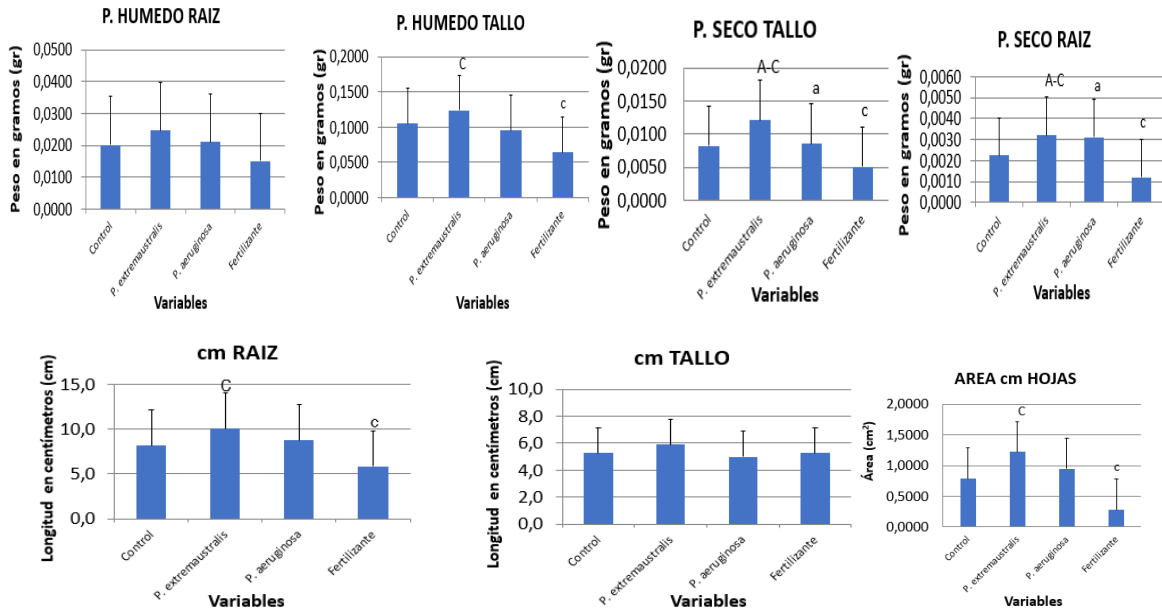 P. HUMEDO RAIZ
Peso en gramos (gr)
0,0500
0,0400
0,0300
0,0200
0,0100
0,0000
Control
P. extremaustralis
P. aeruginosa
Fertilizante
Variables
P. HUMEDO TALLO
Peso en gramos (gr)
0,2000
0,1500
0,1000
0,0500
0,0000
C
c
Control
P. extremaustralis
P. aeruginosa
Fertilizante
Variables
P. SECO TALLO
Peso en gramos (gr)
0,0200
0,0150
0,0100
0,0050
0,0000
A-C
a
c
Control
P. extremaustralis
P. aeruginosa
Fertilizante
Variables
P. SECO RAIZ
Peso en gramos (gr)
0,0060
0,0050
0,0040
0,0030
0,0020
0,0010
0,0000
A-C
a
c
Control
P. extremaustralis
P. aeruginosa
Fertilizante
Variables
cm RAIZ
Longitud en centímetros (cm)
15,0
10,0
5,0
0,0
C
c
Control
P. extremaustralis
P. aeruginosa
Fertilizante
Variables
cm TALLO
Longitud en centímetros (cm)
10,0
8,0
6,0
4,0
2,0
0,0
Control
P. extremaustralis
P. aeruginosa
Fertilizante
Variables
AREA cm HOJAS
Área (cm²)
2,0000
1,5000
1,0000
0,5000
0,0000
C
c
Control
P. extremaustralis
P. aeruginosa
Fertilizante
Variables